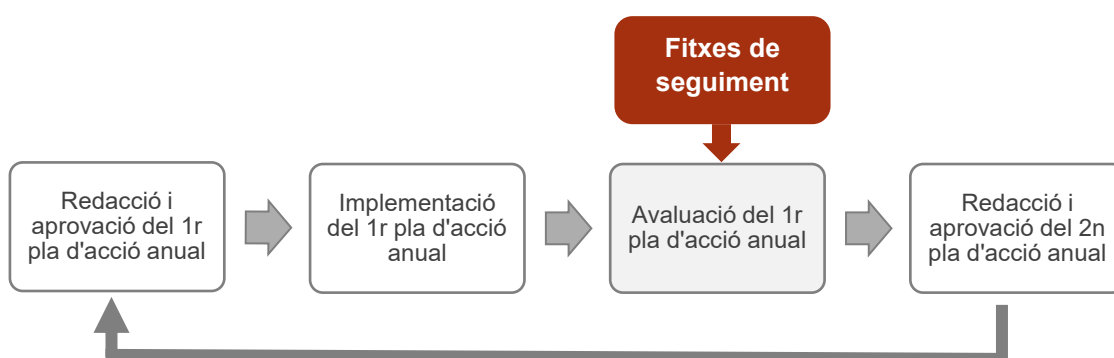 Fitxes de
seguiment
Redacció i
aprovació del 1r
pla d'acció anual
Implementació
del 1r pla d'acció
anual
Avaluació del 1r
pla d'acció anual
Redacció i
aprovació del 2n
pla d'acció anual